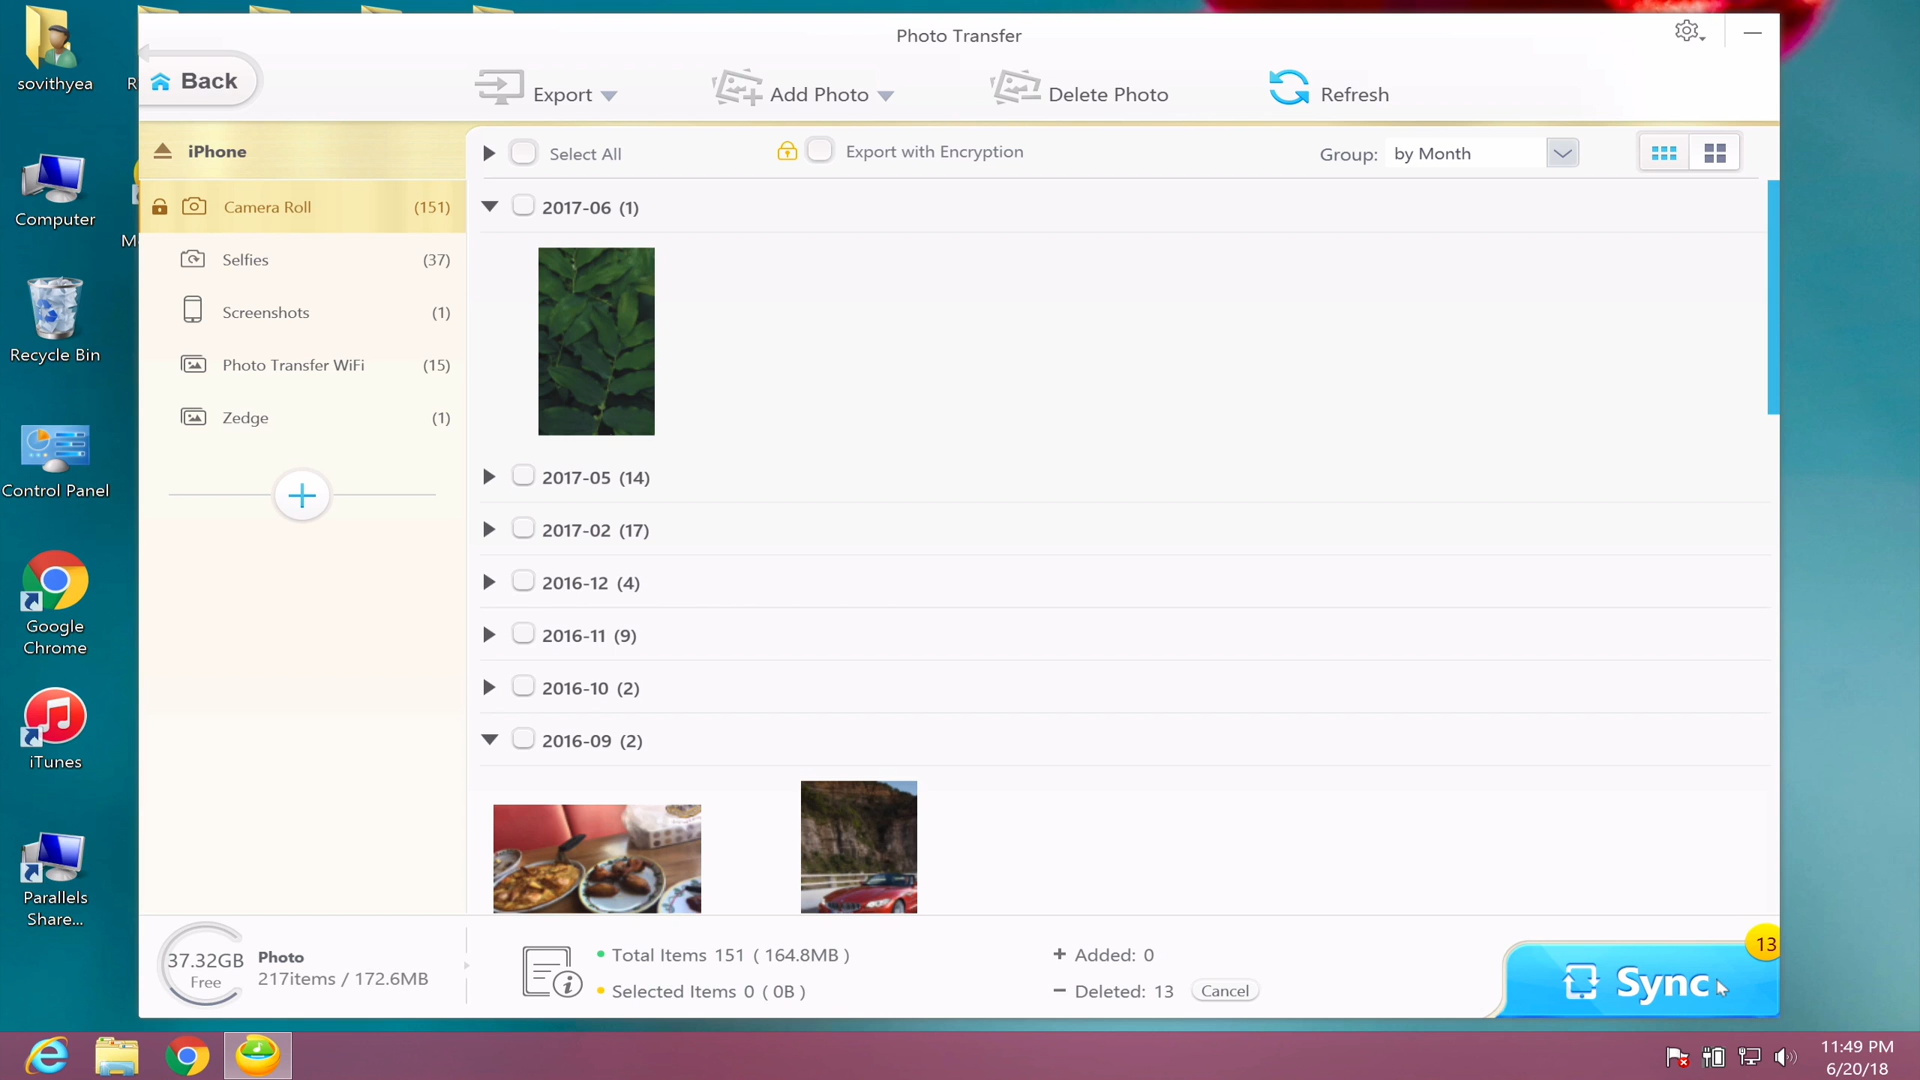 sovithyea
Computer
Recycle Bin
Control Panel
Google
Chrome
iTunes
Parallels
Share...
Photo Transfer
Back
Export
Add Photo
Delete Photo
Refresh
iPhone
Camera Roll (151)
Selfies (37)
Screenshots (1)
Photo Transfer WiFi (15)
Zedge (1)
Select All
Export with Encryption
Group: by Month
2017-06 (1)
2017-05 (14)
2017-02 (17)
2016-12 (4)
2016-11 (9)
2016-10 (2)
2016-09 (2)
37.32GB
Free
Photo
217items / 172.6MB
Total Items 151 ( 164.8MB )
Selected Items 0 ( 0B )
+ Added: 0
− Deleted: 13 Cancel
13
Sync
11:49 PM
6/20/18